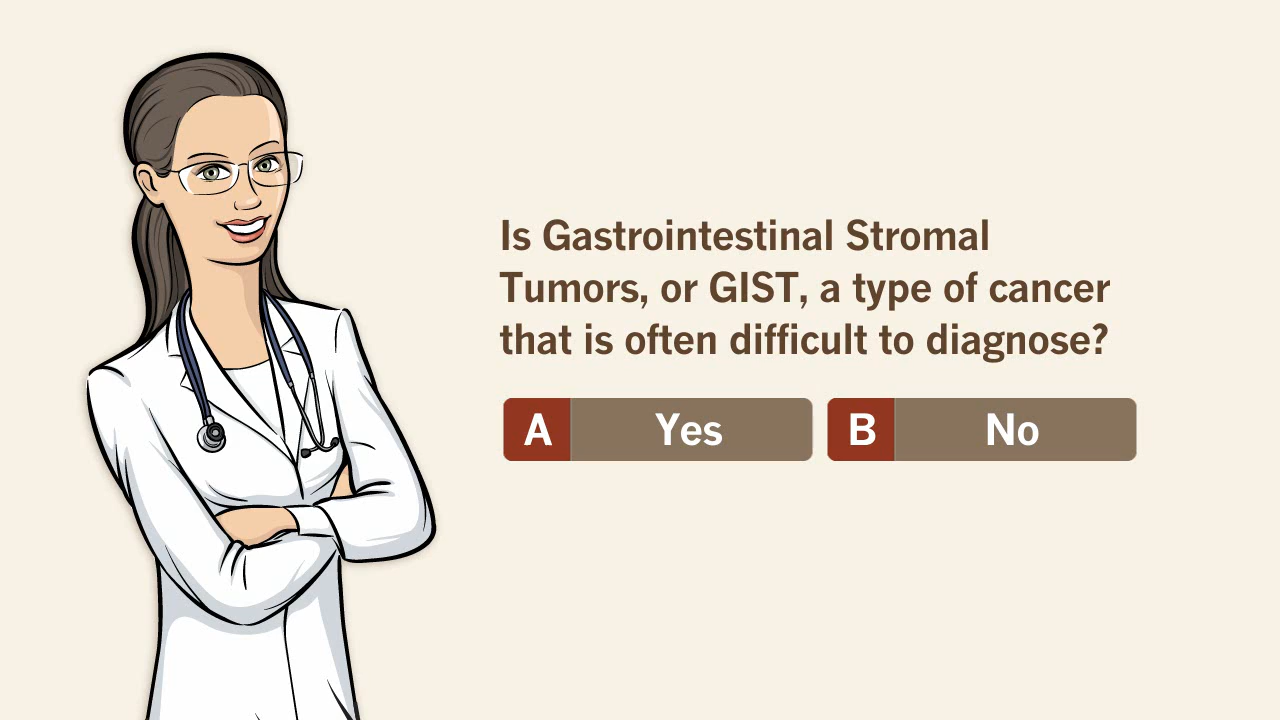 Is Gastrointestinal Stromal
Tumors, or GIST, a type of cancer
that is often difficult to diagnose?
A Yes B No